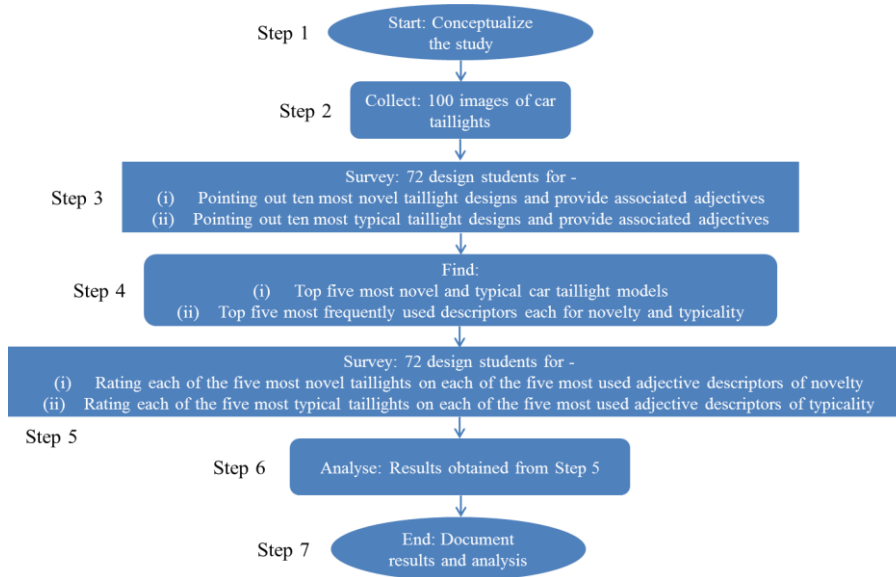 Step 1
Start: Conceptualize
the study
Step 2
Collect: 100 images of car
taillights
Step 3
Survey: 72 design students for -
(i) Pointing out ten most novel taillight designs and provide associated adjectives
(ii) Pointing out ten most typical taillight designs and provide associated adjectives
Step 4
Find:
(i) Top five most novel and typical car taillight models
(ii) Top five most frequently used descriptors each for novelty and typicality
Survey: 72 design students for -
(i) Rating each of the five most novel taillights on each of the five most used adjective descriptors of novelty
(ii) Rating each of the five most typical taillights on each of the five most used adjective descriptors of typicality
Step 5
Step 6
Analyse: Results obtained from Step 5
Step 7
End: Document
results and analysis